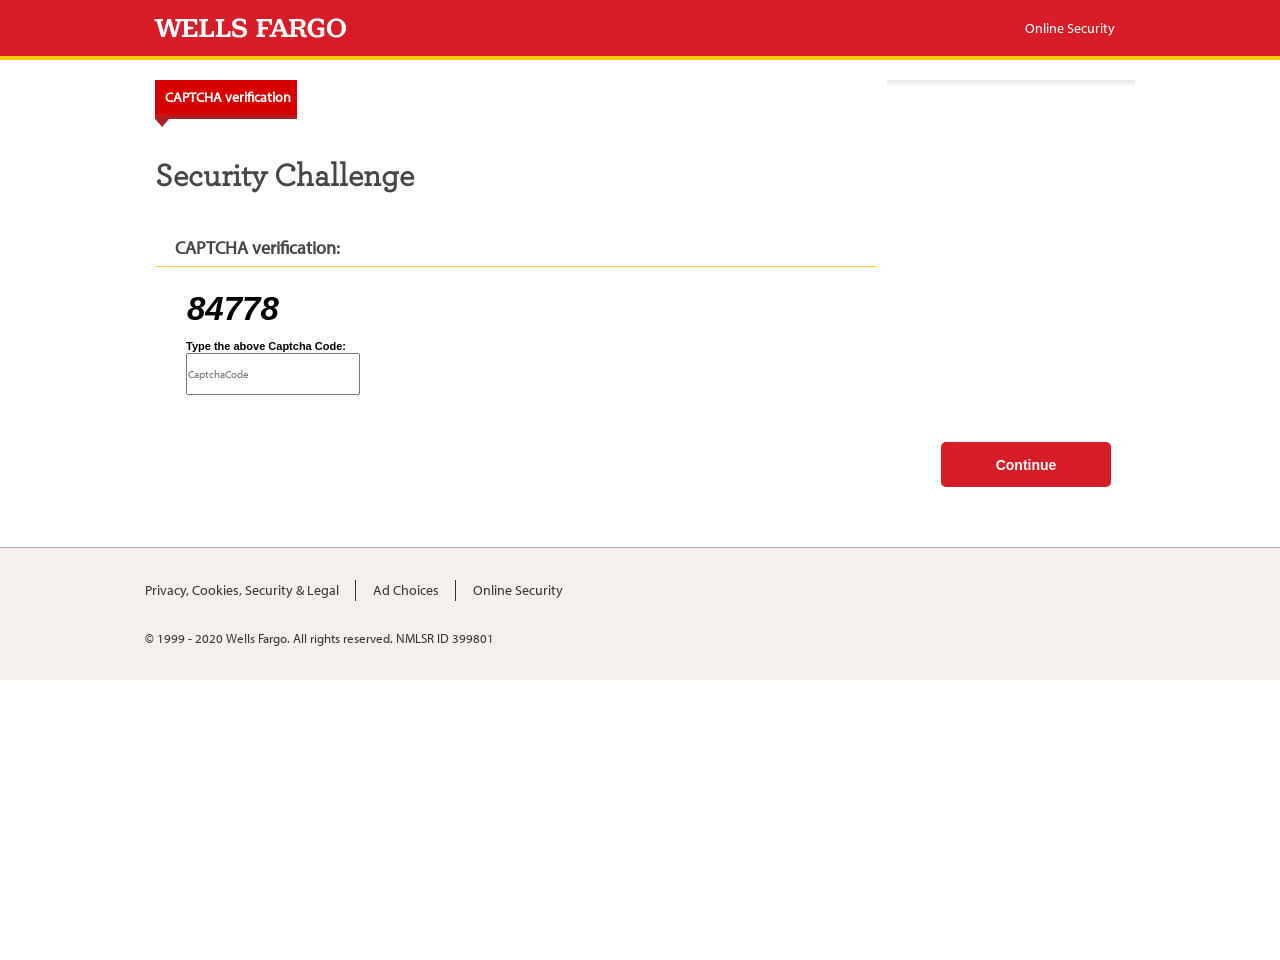 WELLS FARGO
Online Security
CAPTCHA verification
Security Challenge
CAPTCHA verification:
84778
Type the above Captcha Code:
CaptchaCode
Continue
Privacy, Cookies, Security & Legal
Ad Choices
Online Security
© 1999 - 2020 Wells Fargo. All rights reserved. NMLSR ID 399801